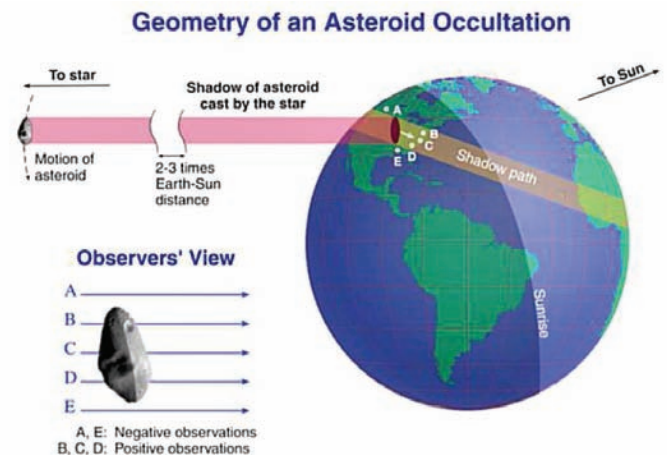 Geometry of an Asteroid Occultation
To star
Shadow of asteroid
cast by the star
To Sun
Motion of
asteroid
2-3 times
Earth-Sun
distance
A
B
C
D
E
Shadow path
Sunrise
Observers' View
A
B
C
D
E
A, E: Negative observations
B, C, D: Positive observations